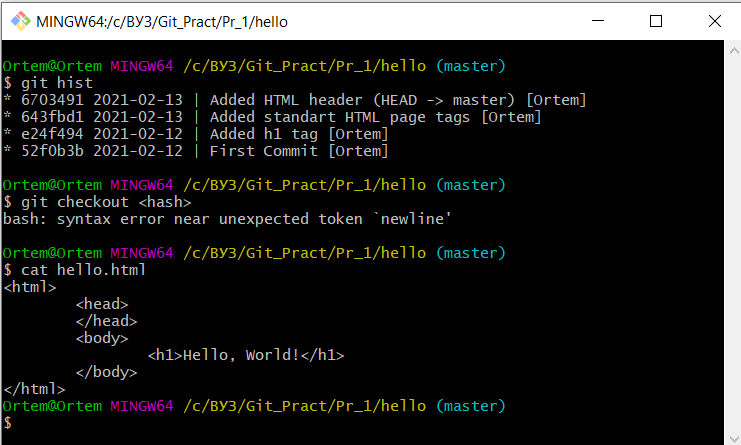 MINGW64:/c/ВУЗ/Git_Pract/Pr_1/hello
Ortem@Ortem MINGW64 /c/ВУЗ/Git_Pract/Pr_1/hello (master)
$ git hist
* 6703491 2021-02-13 | Added HTML header (HEAD -> master) [Ortem]
* 643fbd1 2021-02-13 | Added standart HTML page tags [Ortem]
* e24f494 2021-02-12 | Added h1 tag [Ortem]
* 52f0b3b 2021-02-12 | First Commit [Ortem]
Ortem@Ortem MINGW64 /c/ВУЗ/Git_Pract/Pr_1/hello (master)
$ git checkout <hash>
bash: syntax error near unexpected token `newline'
Ortem@Ortem MINGW64 /c/ВУЗ/Git_Pract/Pr_1/hello (master)
$ cat hello.html
<html>
        <head>
        </head>
        <body>
                <h1>Hello, World!</h1>
        </body>
</html>
Ortem@Ortem MINGW64 /c/ВУЗ/Git_Pract/Pr_1/hello (master)
$